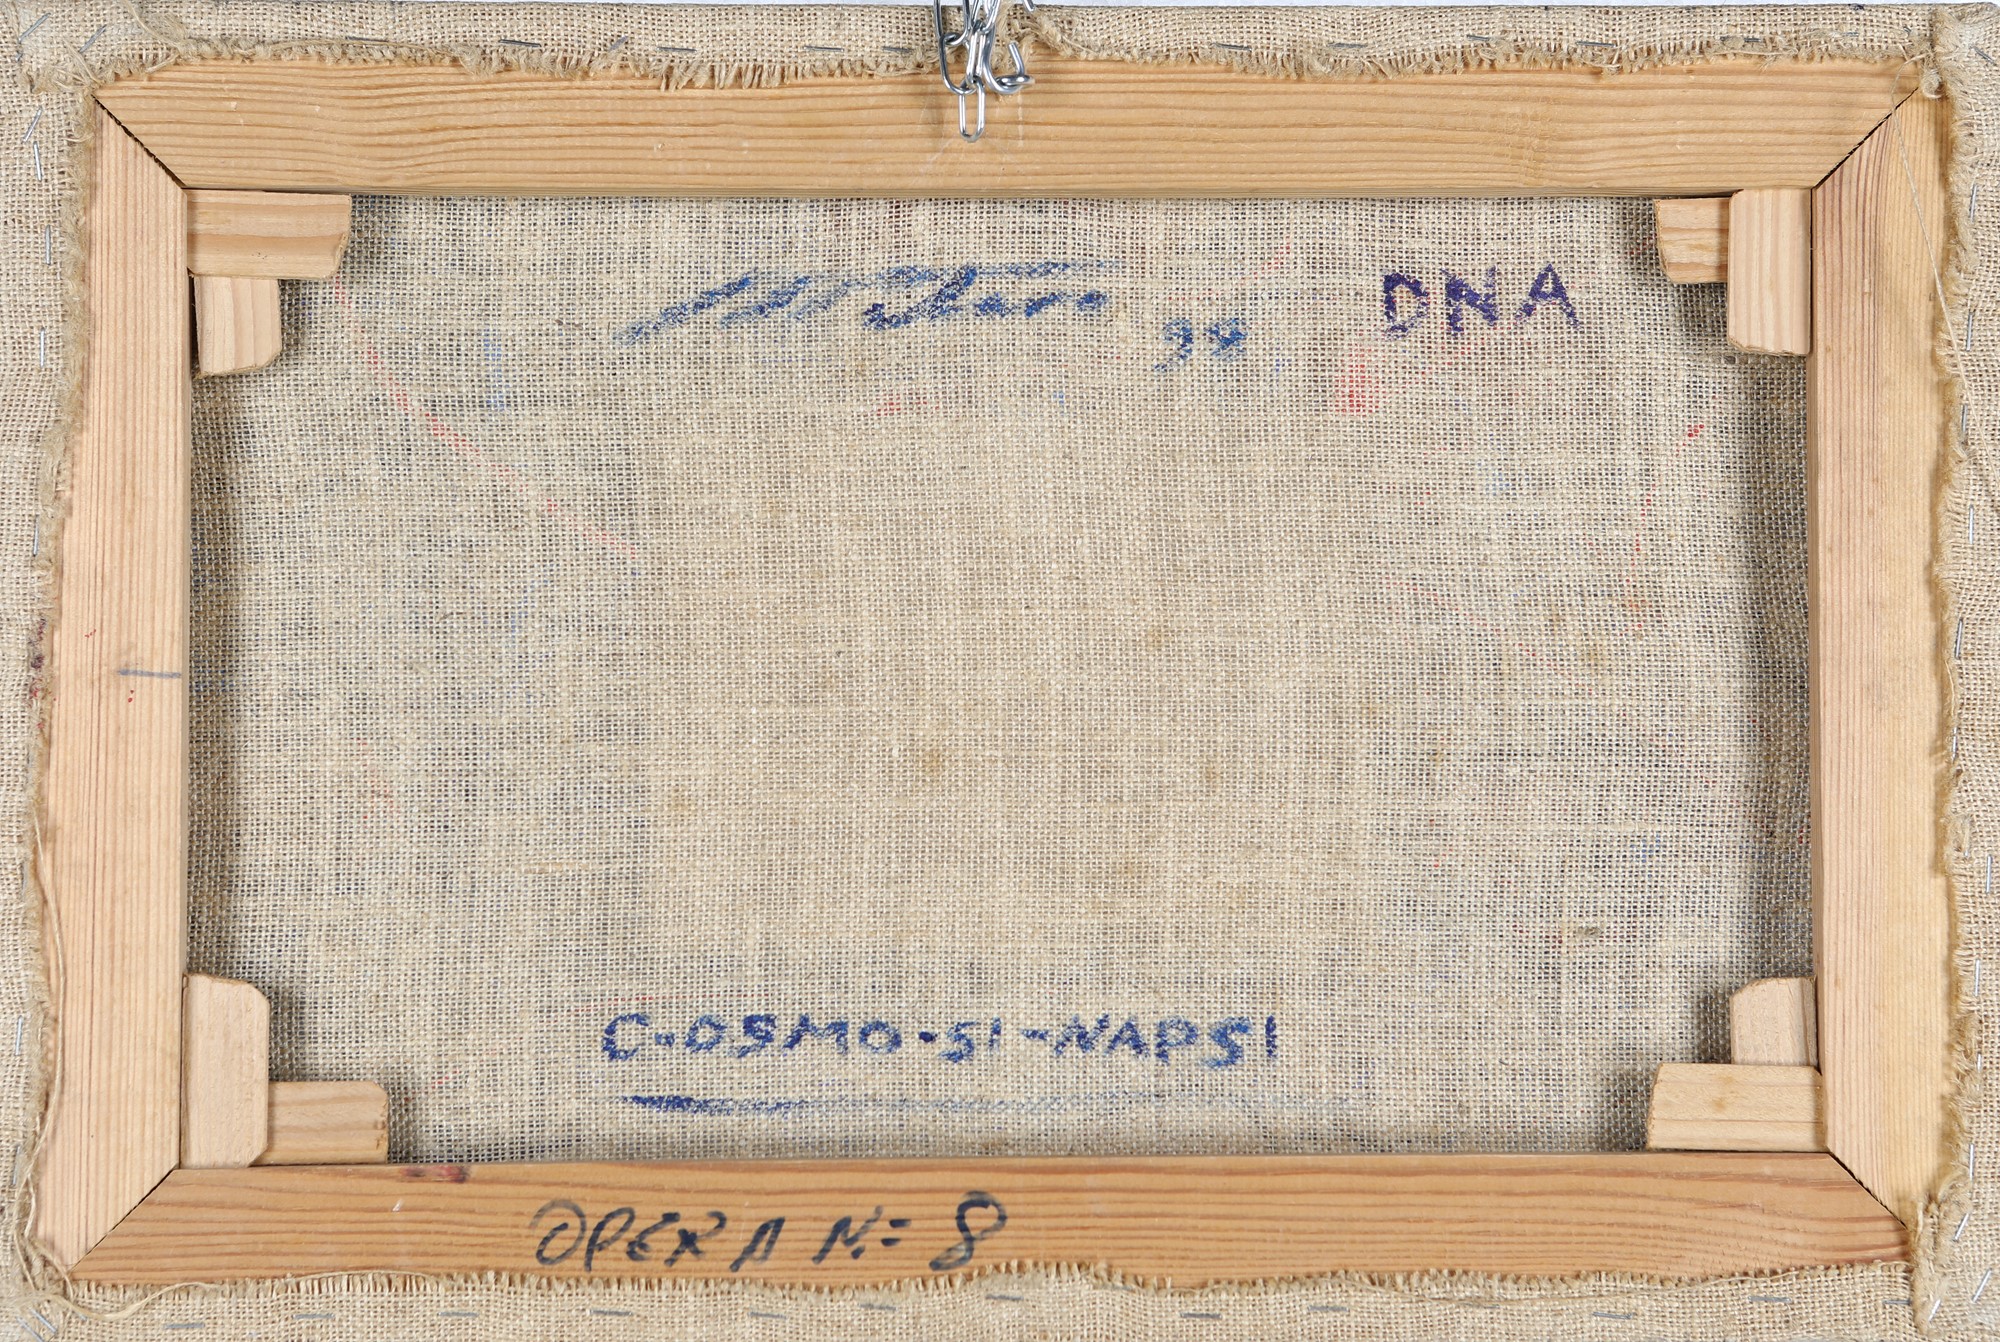 98 DNA
C-OSMO-SI-NAPSI
OPERA N= 8